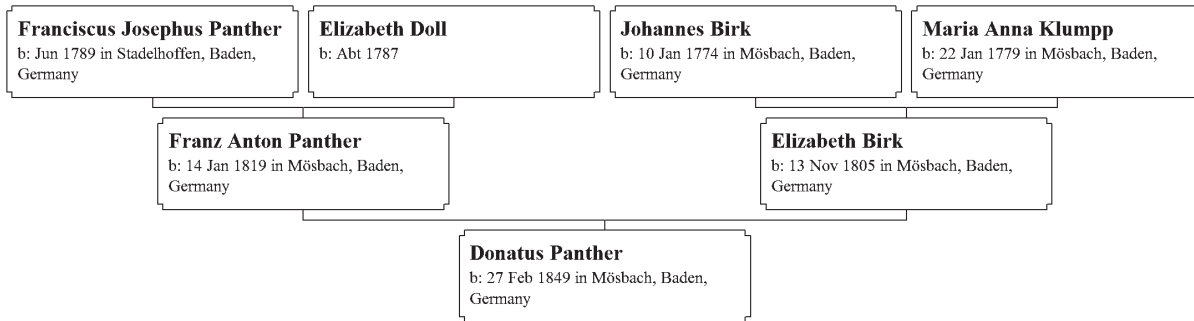 Franciscus Josephus Panther
b: Jun 1789 in Stadelhoffen, Baden,
Germany
Elizabeth Doll
b: Abt 1787
Johannes Birk
b: 10 Jan 1774 in Mösbach, Baden,
Germany
Maria Anna Klumpp
b: 22 Jan 1779 in Mösbach, Baden,
Germany
Franz Anton Panther
b: 14 Jan 1819 in Mösbach, Baden,
Germany
Elizabeth Birk
b: 13 Nov 1805 in Mösbach, Baden,
Germany
Donatus Panther
b: 27 Feb 1849 in Mösbach, Baden,
Germany